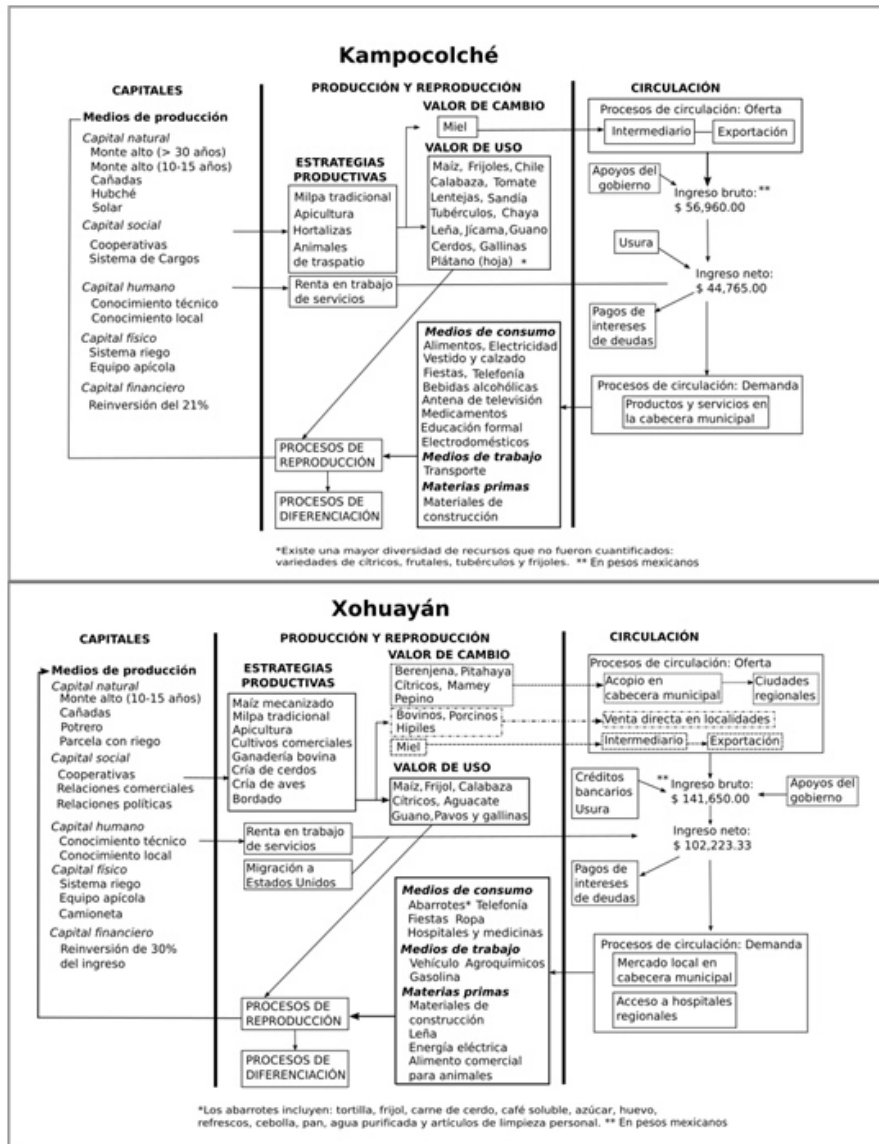 Kampocolché
CAPITALES
PRODUCCIÓN Y REPRODUCCIÓN
CIRCULACIÓN
Medios de producción
Capital natural
Monte alto (> 30 años)
Monte alto (10-15 años)
Cañadas
Hubché
Solar
Capital social
Cooperativas
Sistema de Cargos
Capital humano
Conocimiento técnico
Conocimiento local
Capital físico
Sistema riego
Equipo apícola
Capital financiero
Reinversión del 21%
ESTRATEGIAS
PRODUCTIVAS
Milpa tradicional
Apicultura
Hortalizas
Animales
de traspatio
Renta en trabajo
de servicios
VALOR DE CAMBIO
Miel
VALOR DE USO
Maíz, Frijoles, Chile
Calabaza, Tomate
Lentejas, Sandía
Tubérculos, Chaya
Leña, Jícama, Guano
Cerdos, Gallinas
Plátano (hoja) *
Medios de consumo
Alimentos, Electricidad
Vestido y calzado
Fiestas, Telefonía
Bebidas alcohólicas
Antena de televisión
Medicamentos
Educación formal
Electrodomésticos
Medios de trabajo
Transporte
Materias primas
Materiales de
construcción
PROCESOS DE
REPRODUCCIÓN
PROCESOS DE
DIFERENCIACIÓN
Procesos de circulación: Oferta
Intermediario
Exportación
Apoyos del
gobierno
Ingreso bruto: **
$ 56,960.00
Usura
Ingreso neto:
$ 44,765.00
Pagos de
intereses
de deudas
Procesos de circulación: Demanda
Productos y servicios en
la cabecera municipal
*Existe una mayor diversidad de recursos que no fueron cuantificados:
variedades de cítricos, frutales, tubérculos y frijoles. ** En pesos mexicanos
Xohuayán
CAPITALES
PRODUCCIÓN Y REPRODUCCIÓN
CIRCULACIÓN
Medios de producción
Capital natural
Monte alto (10-15 años)
Cañadas
Potrero
Parcela con riego
Capital social
Cooperativas
Relaciones comerciales
Relaciones políticas
Capital humano
Conocimiento técnico
Conocimiento local
Capital físico
Sistema riego
Equipo apícola
Camioneta
Capital financiero
Reinversión de 30%
del ingreso
ESTRATEGIAS
PRODUCTIVAS
Maíz mecanizado
Milpa tradicional
Apicultura
Cultivos comerciales
Ganadería bovina
Cría de cerdos
Cría de aves
Bordado
Renta en trabajo
de servicios
Migración a
Estados Unidos
VALOR DE CAMBIO
Berenjena, Pitahaya
Cítricos, Mamey
Pepino
Bovinos, Porcinos
Hipiles
Miel
VALOR DE USO
Maíz, Frijol, Calabaza
Cítricos, Aguacate
Guano, Pavos y gallinas
Medios de consumo
Abarrotes* Telefonía
Fiestas Ropa
Hospitales y medicinas
Medios de trabajo
Vehículo Agroquímicos
Gasolina
Materias primas
Materiales de
construcción
Leña
Energía eléctrica
Alimento comercial
para animales
PROCESOS DE
REPRODUCCIÓN
PROCESOS DE
DIFERENCIACIÓN
Procesos de circulación: Oferta
Acopio en
cabecera municipal
Ciudades
regionales
Venta directa en localidades
Intermediario
Exportación
Créditos
bancarios
Usura
** Ingreso bruto:
$ 141,650.00
Apoyos del
gobierno
Ingreso neto:
$ 102,223.33
Pagos de
intereses
de deudas
Procesos de circulación: Demanda
Mercado local en
cabecera municipal
Acceso a hospitales
regionales
*Los abarrotes incluyen: tortilla, frijol, carne de cerdo, café soluble, azúcar, huevo,
refrescos, cebolla, pan, agua purificada y artículos de limpieza personal. ** En pesos mexicanos